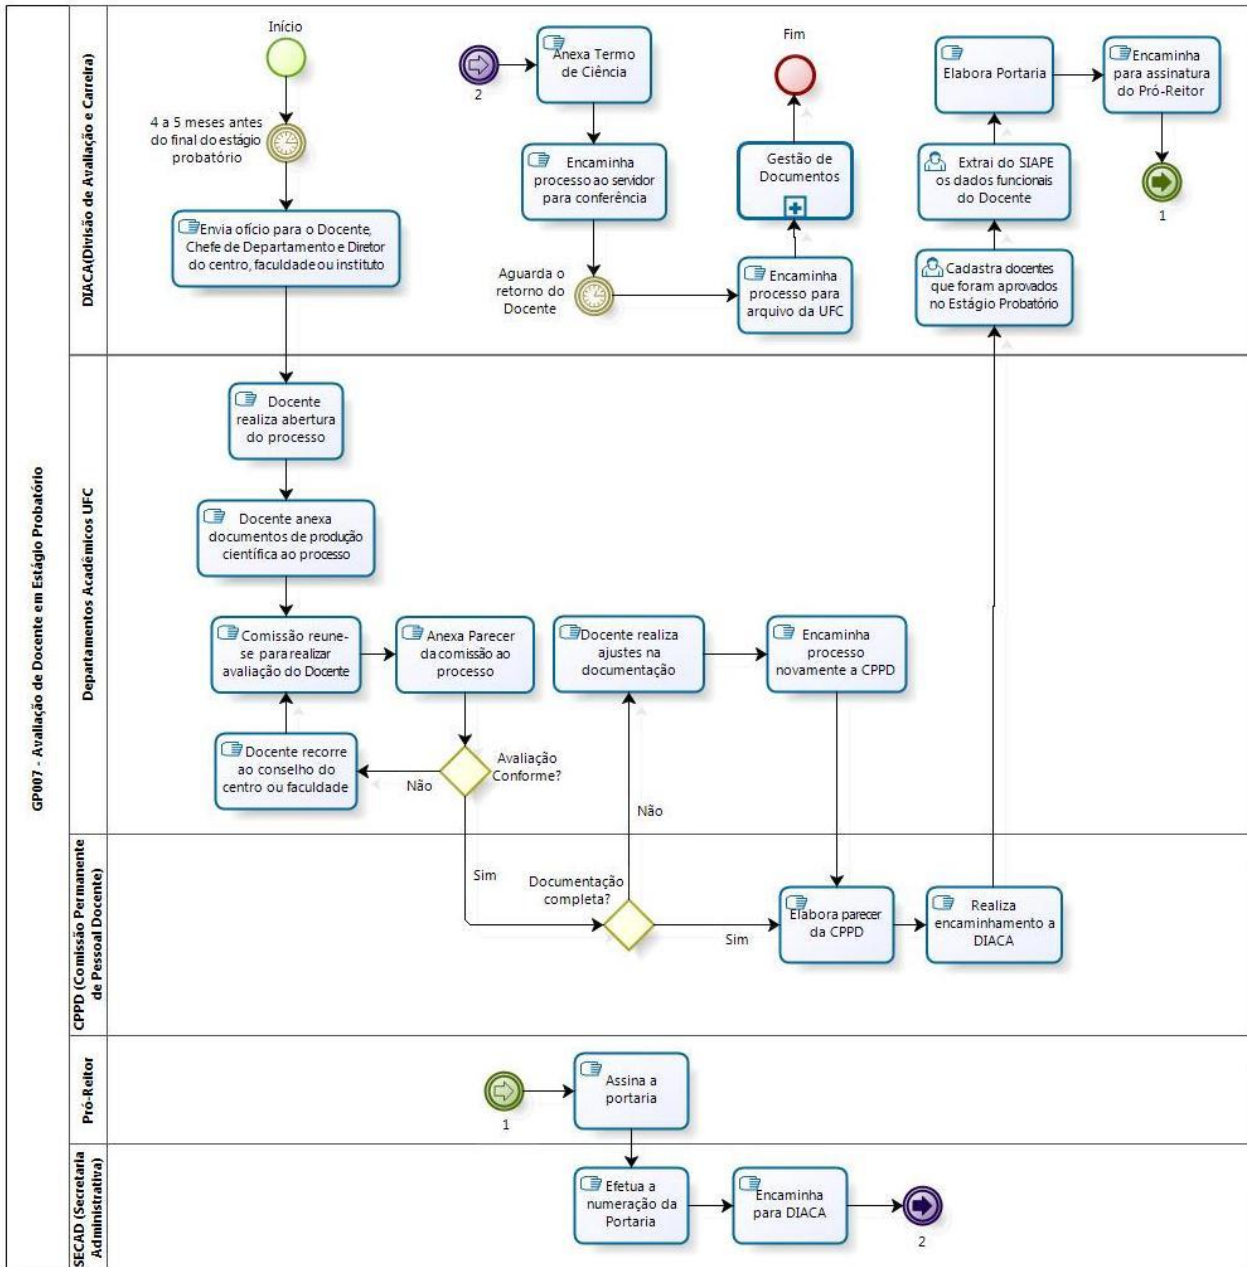 GP007 - Avaliação de Docente em Estágio Probatório
DIACA(Divisão de Avaliação e Carreira)
Início
4 a 5 meses antes
do final do estágio
probatório
Envia ofício para o Docente,
Chefe de Departamento e Diretor
do centro, faculdade ou instituto
2
Anexa Termo
de Ciência
Encaminha
processo ao servidor
para conferência
Aguarda o
retorno do
Docente
Fim
Gestão de
Documentos
Encaminha
processo para
arquivo da UFC
Elabora Portaria
Encaminha
para assinatura
do Pró-Reitor
Extrai do SIAPE
os dados funcionais
do Docente
1
Cadastra docentes
que foram aprovados
no Estágio Probatório
Departamentos Acadêmicos UFC
Docente
realiza abertura
do processo
Docente anexa
documentos de produção
científica ao processo
Comissão reune-
se para realizar
avaliação do Docente
Anexa Parecer
da comissão ao
processo
Docente realiza
ajustes na
documentação
Encaminha
processo
novamente a CPPD
Docente recorre
ao conselho do
centro ou faculdade
Não
Avaliação
Conforme?
Não
CPPD (Comissão Permanente
de Pessoal Docente)
Sim
Documentação
completa?
Sim
Elabora parecer
da CPPD
Realiza
encaminhamento a
DIACA
Pró-Reitor
1
Assina a
portaria
SECAD (Secretaria
Administrativa)
Efetua a
numeração da
Portaria
Encaminha
para DIACA
2